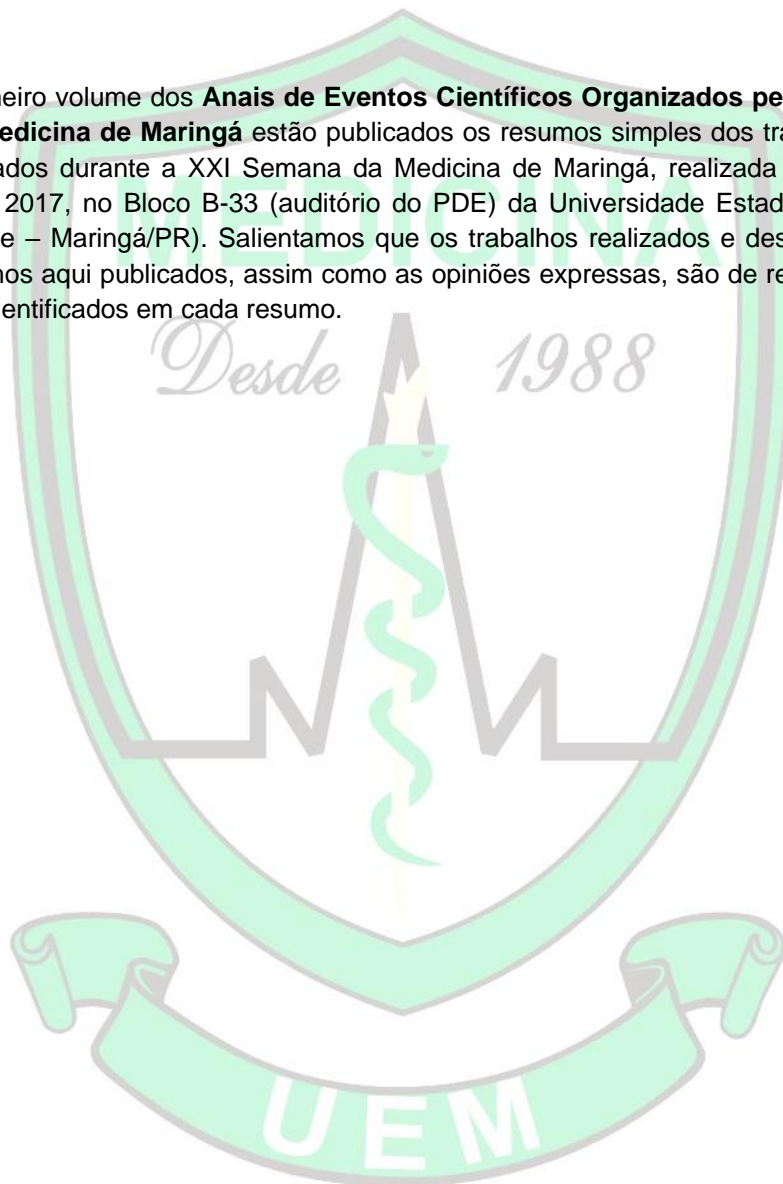 MEDICINA
eiro volume dos Anais de Eventos Científicos Organizados pe
edicina de Maringá estão publicados os resumos simples dos tra
ados durante a XXI Semana da Medicina de Maringá, realizada
2017, no Bloco B-33 (auditório do PDE) da Universidade Estad
e – Maringá/PR). Salientamos que os trabalhos realizados e des
nos aqui publicados, assim como as opiniões expressas, são de re
entificados em cada resumo.
Desde 1988
UEM